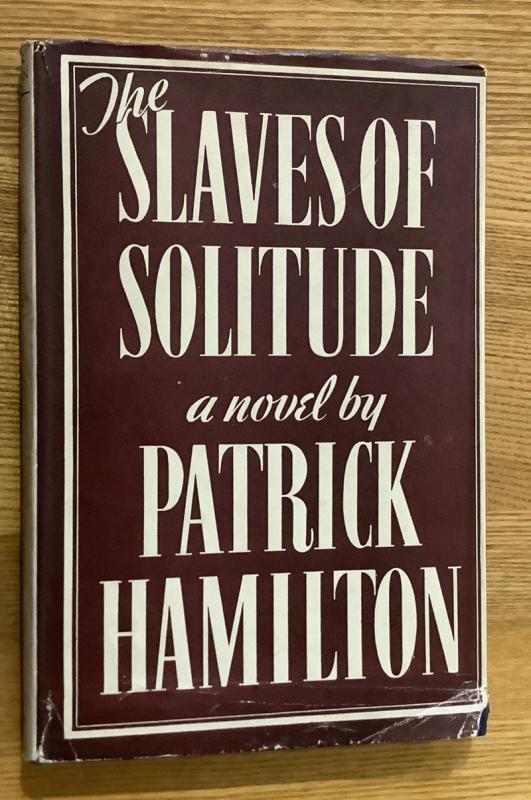 The
SLAVES OF
SOLITUDE
a novel by
PATRICK
HAMILTON